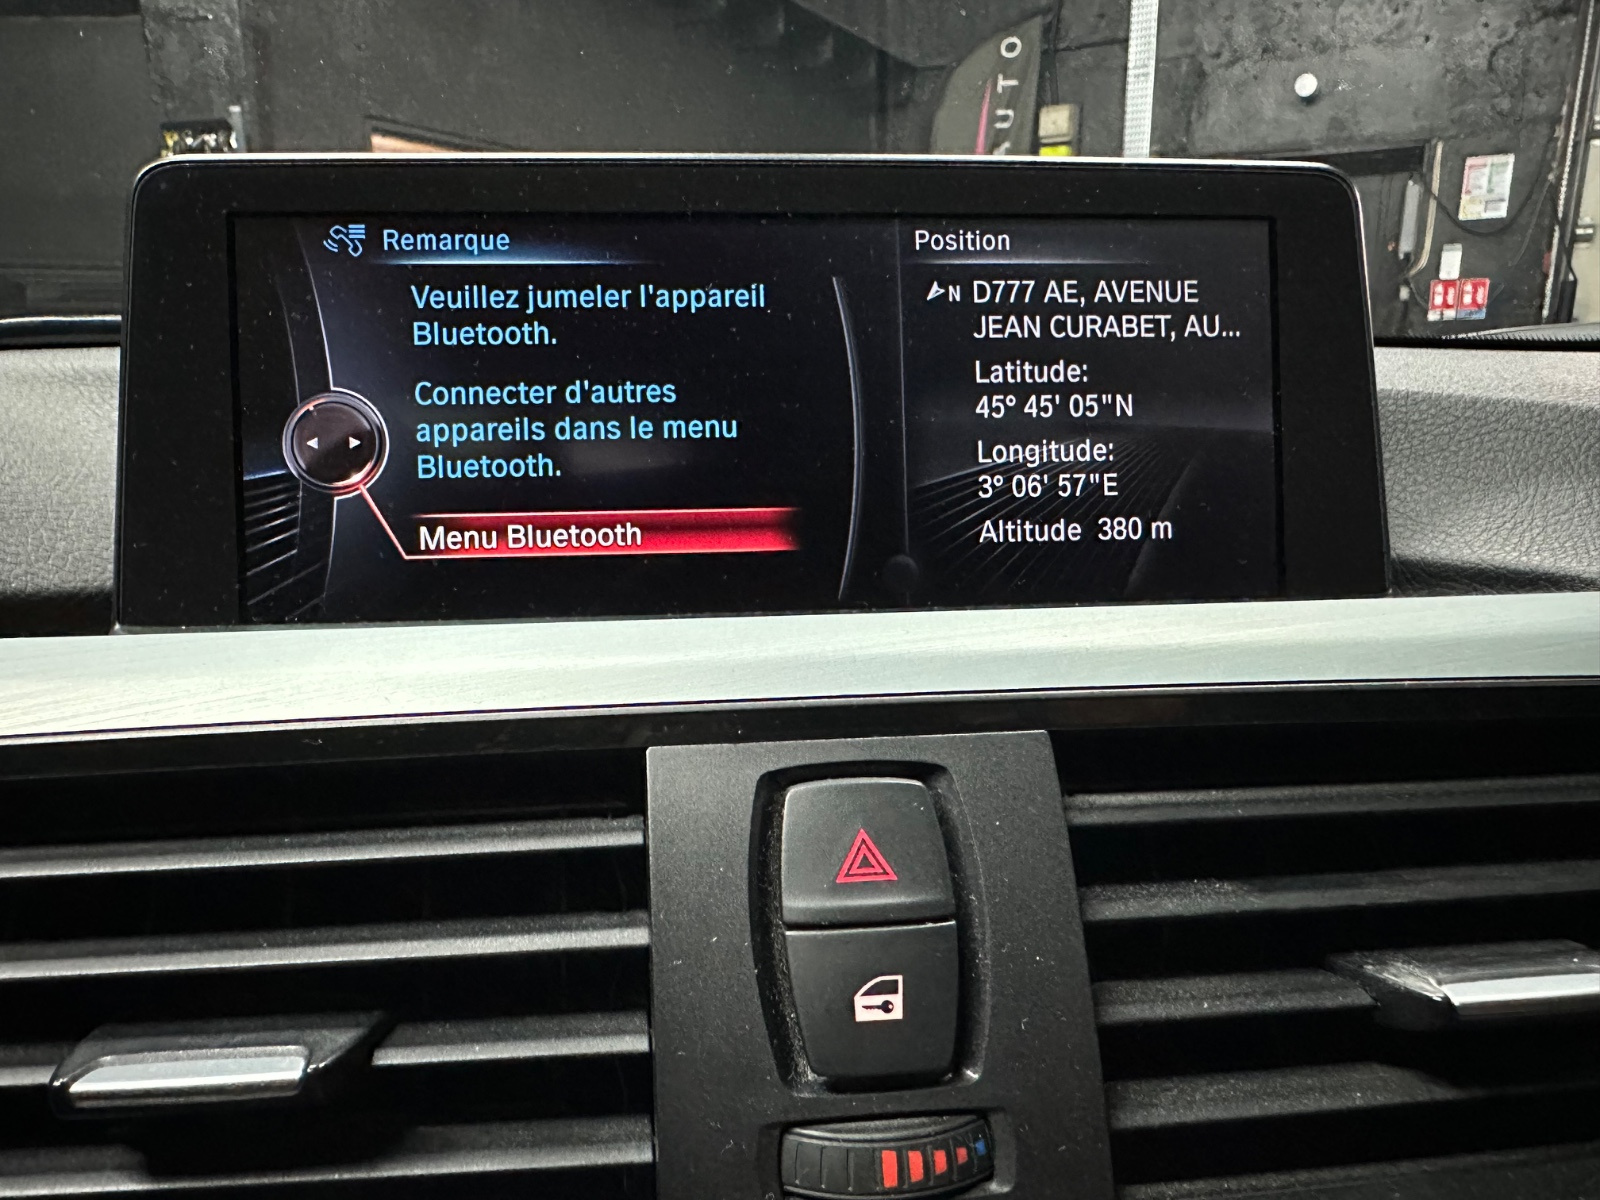 UTO
Remarque
Veuillez jumeler l'appareil
Bluetooth.
Connecter d'autres
appareils dans le menu
Bluetooth.
Menu Bluetooth
Position
N D777 AE, AVENUE
JEAN CURABET, AU...
Latitude:
45° 45' 05"N
Longitude:
3° 06' 57"E
Altitude 380 m